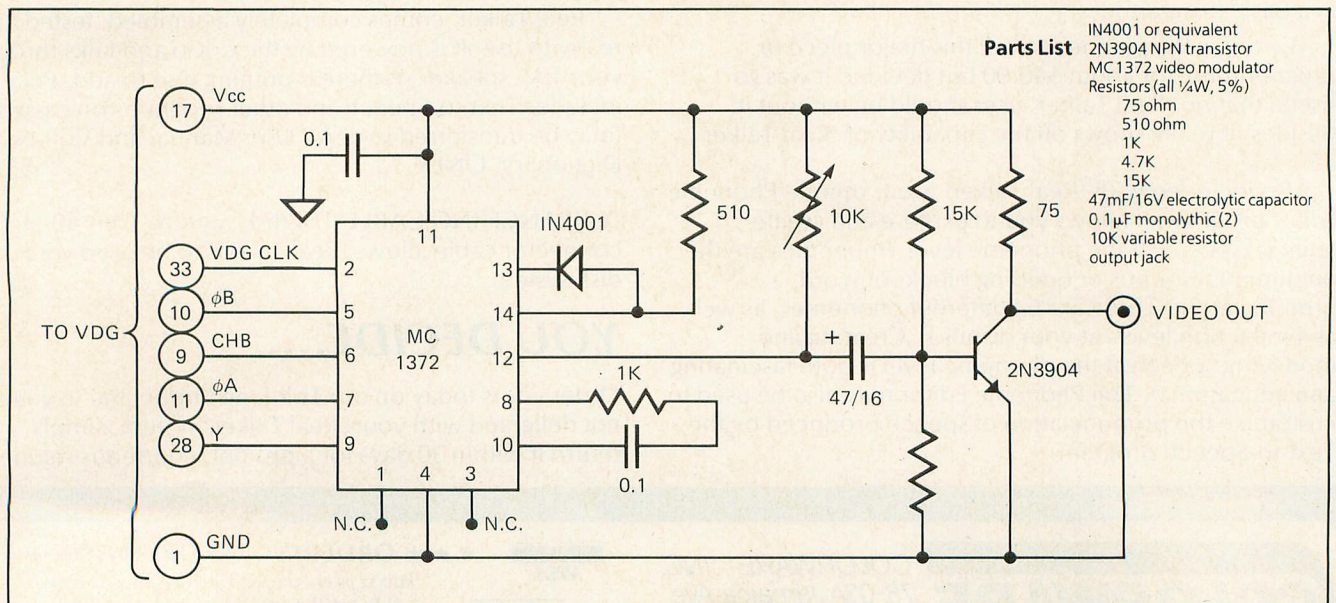 Parts List
IN4001 or equivalent
2N3904 NPN transistor
MC1372 video modulator
Resistors (all ¼W, 5%)
75 ohm
510 ohm
1K
4.7K
15K
47mF/16V electrolytic capacitor
0.1µF monolythic (2)
10K variable resistor
output jack
17 Vcc
0.1
11
510
10K
15K
75
IN4001
33 VDG CLK 2
13
10 ϕB 5
14
TO VDG
VIDEO OUT
9 CHB 6
MC
1372
12
+
47/16
2N3904
11 ϕA 7
8
1K
28 Y 9
10
0.1
1 4 3
N.C. N.C.
1 GND